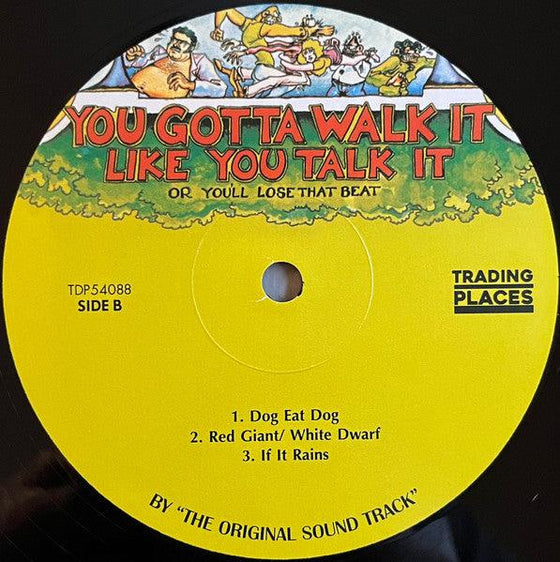 YOU GOTTA WALK IT
LIKE YOU TALK IT
OR YOU'LL LOSE THAT BEAT
TDP54088
SIDE B
TRADING
PLACES
1. Dog Eat Dog
2. Red Giant/ White Dwarf
3. If It Rains
BY "THE ORIGINAL SOUND TRACK"